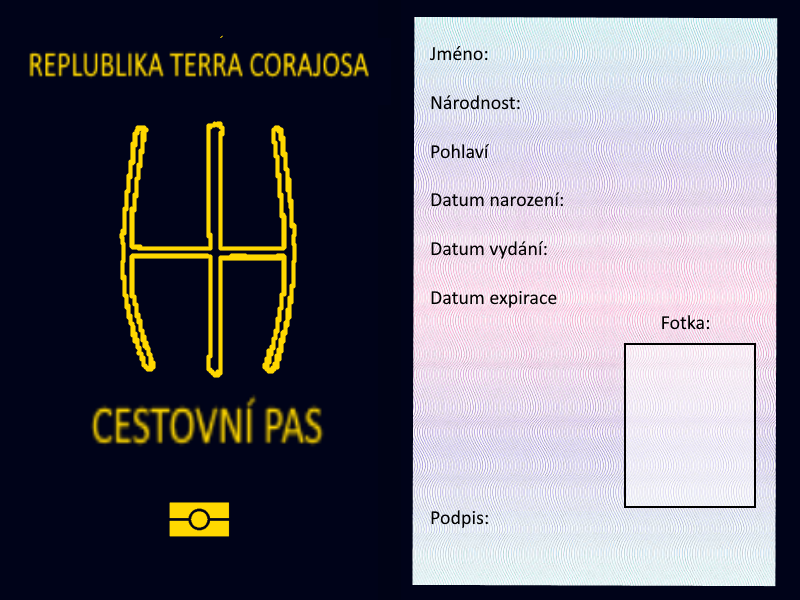 REPLUBLIKA TERRA CORAJOSA
CESTOVNÍ PAS
Jméno:
Národnost:
Pohlaví
Datum narození:
Datum vydání:
Datum expirace
Fotka:
Podpis: